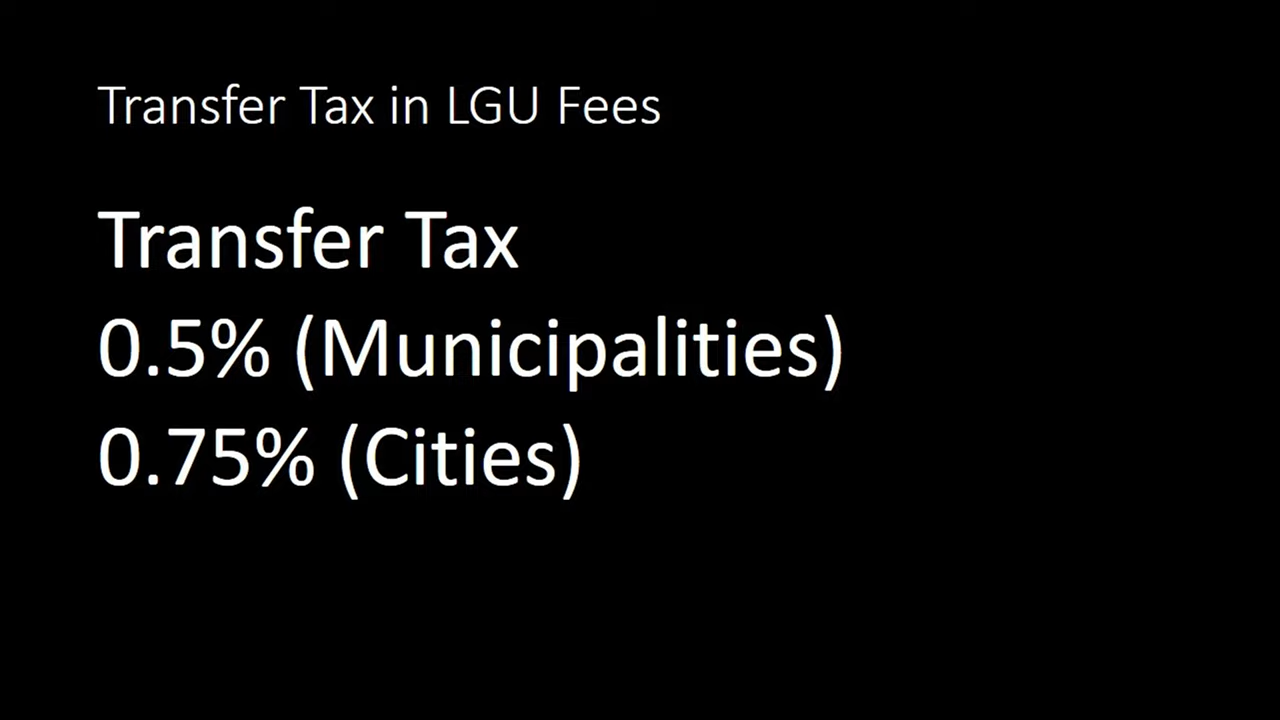 Transfer Tax in LGU Fees
Transfer Tax
0.5% (Municipalities)
0.75% (Cities)